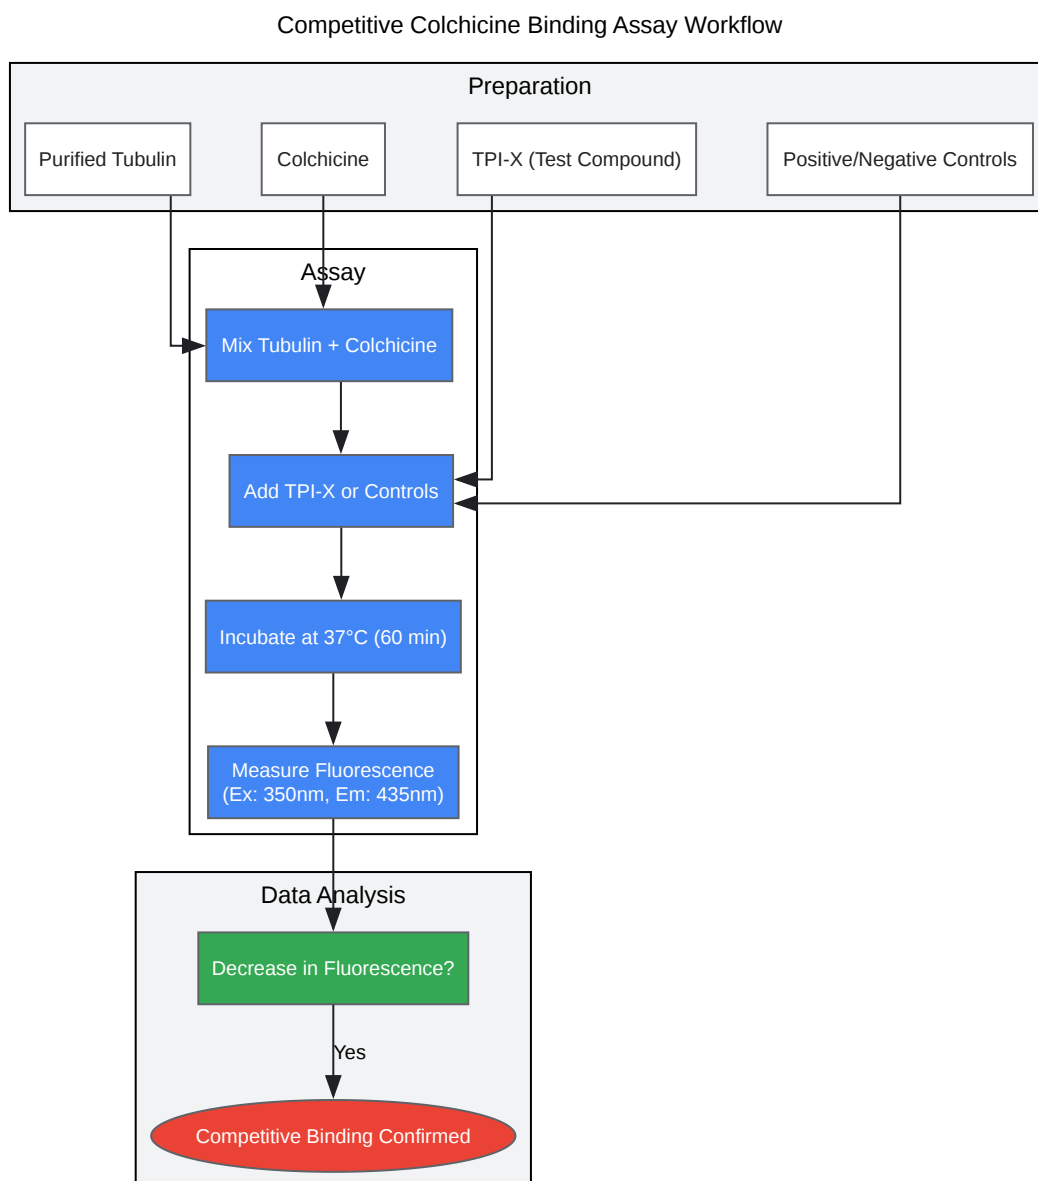 Competitive Colchicine Binding Assay Workflow
Preparation
Purified Tubulin
Colchicine
TPI-X (Test Compound)
Positive/Negative Controls
Assay
Mix Tubulin + Colchicine
Add TPI-X or Controls
Incubate at 37°C (60 min)
Measure Fluorescence
(Ex: 350nm, Em: 435nm)
Data Analysis
Decrease in Fluorescence?
Yes
Competitive Binding Confirmed